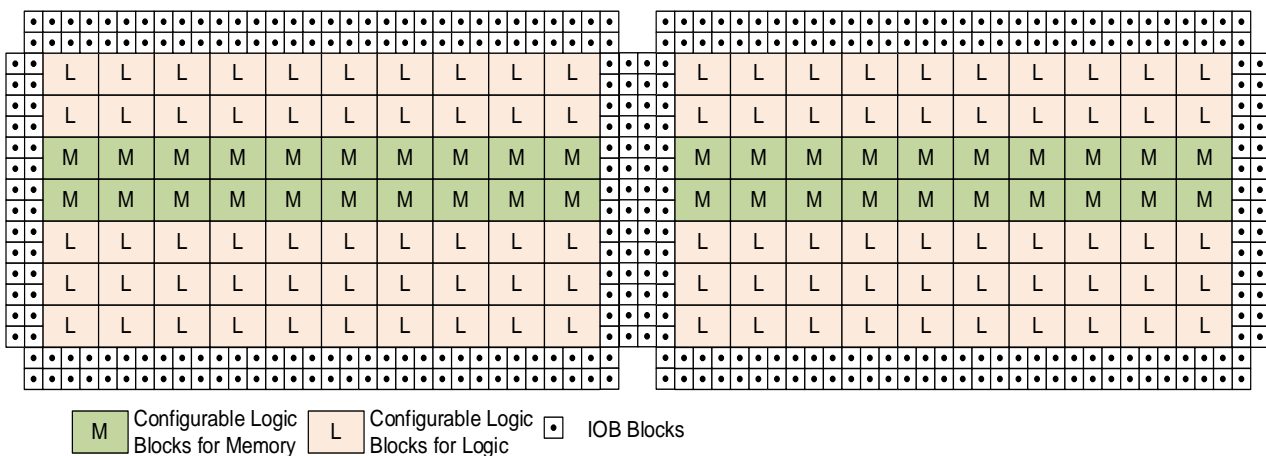 L L L L L L L L L L L L L L L L L L L L
L L L L L L L L L L L L L L L L L L L L
M M M M M M M M M M M M M M M M M M M M
M M M M M M M M M M M M M M M M M M M M
L L L L L L L L L L L L L L L L L L L L
L L L L L L L L L L L L L L L L L L L L
L L L L L L L L L L L L L L L L L L L L
M
Configurable Logic
Blocks for Memory
L
Configurable Logic
Blocks for Logic
IOB Blocks